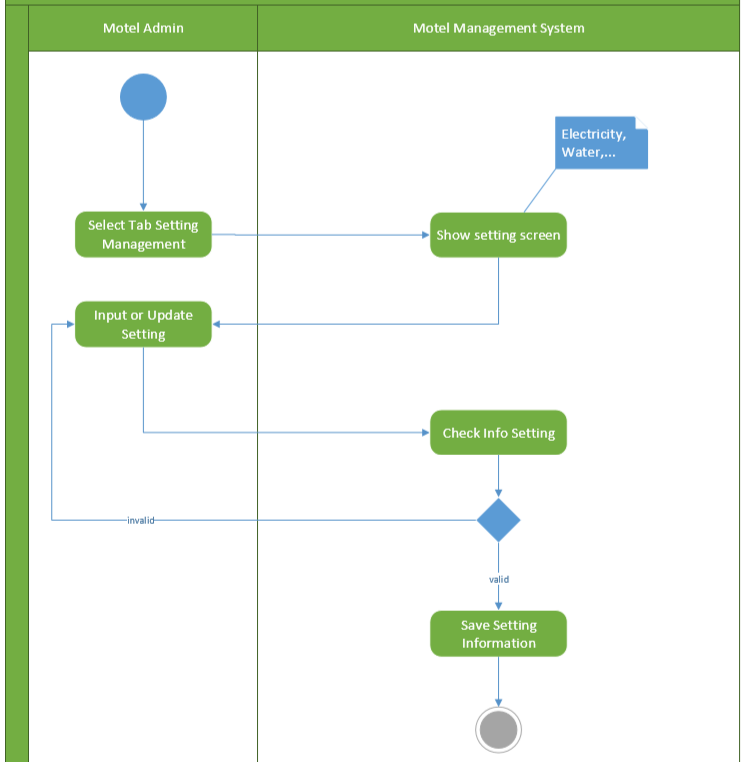 Motel Admin
Motel Management System
Electricity,
Water,...
Select Tab Setting
Management
Show setting screen
Input or Update
Setting
Check Info Setting
invalid
valid
Save Setting
Information